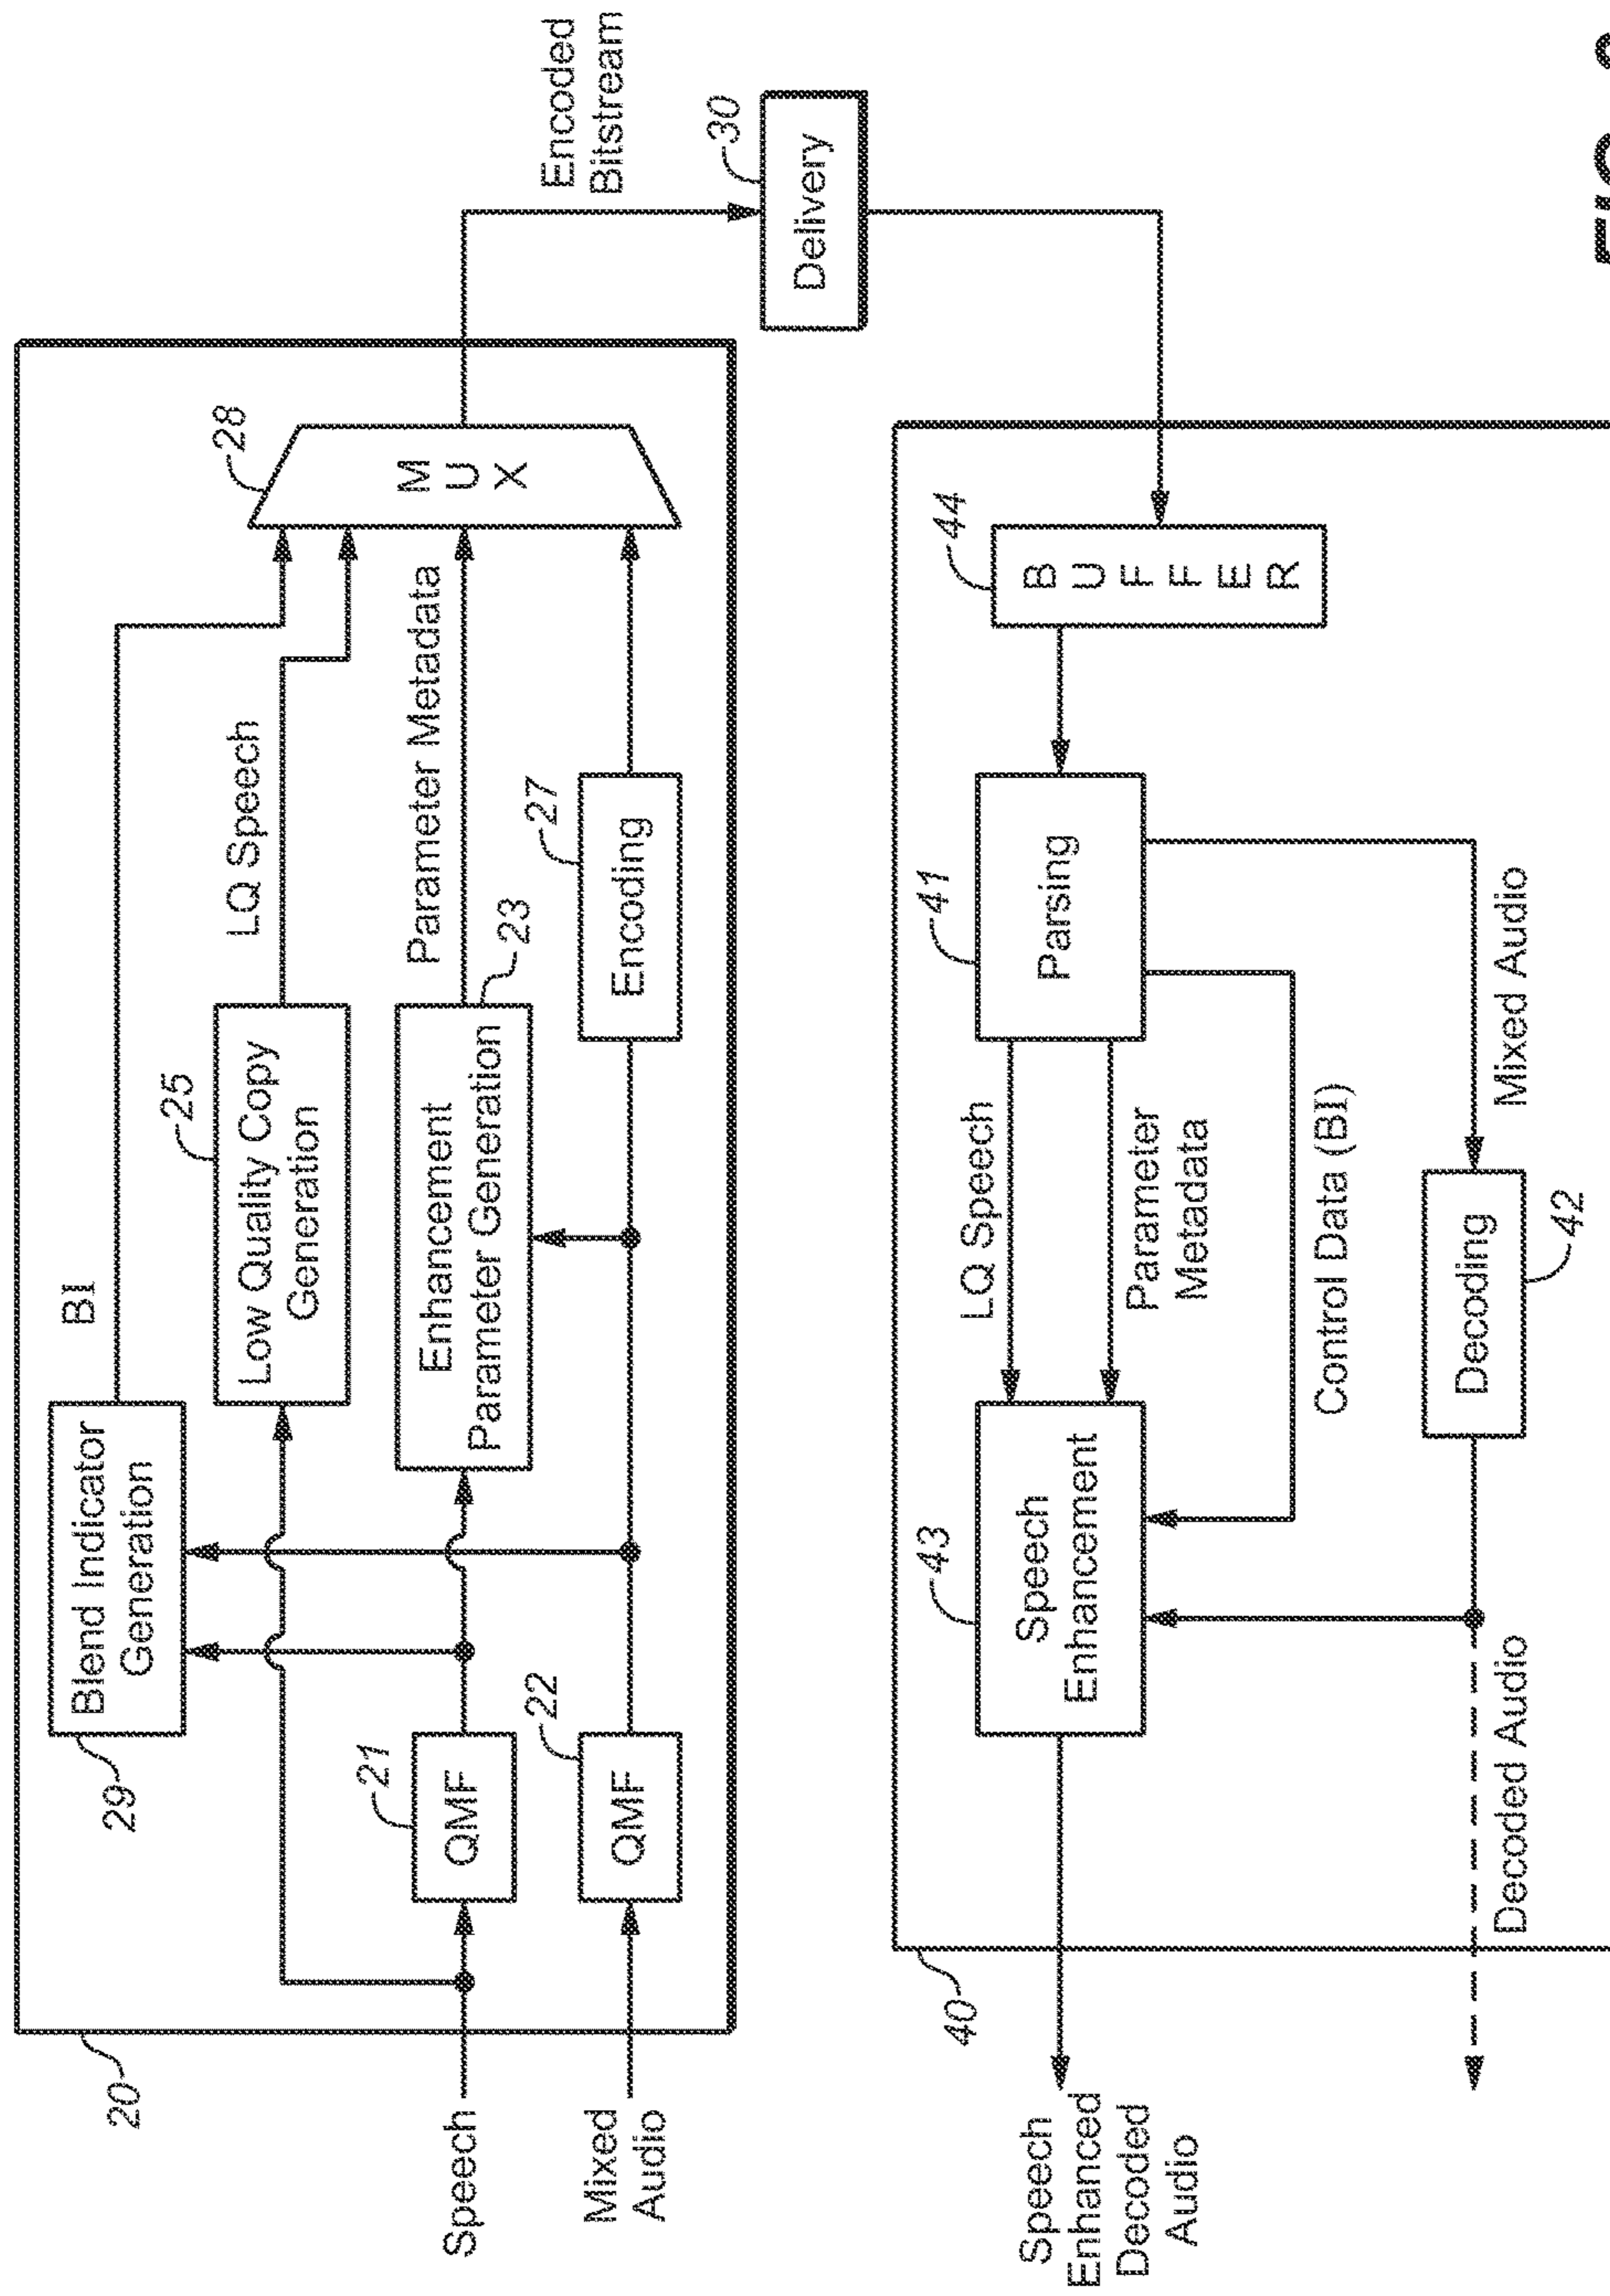 20
29
Blend Indicator
Generation
BI
25
Low Quality Copy
Generation
LQ Speech
28
M
U
X
Speech
21
QMF
Enhancement
Parameter Generation
23
Parameter Metadata
Mixed
Audio
22
QMF
27
Encoding
Encoded
Bitstream
30
Delivery
40
Speech
Enhanced
Decoded
Audio
43
Speech
Enhancement
LQ Speech
Parameter
Metadata
Control Data (BI)
41
Parsing
44
B
U
F
F
E
R
Decoded Audio
Decoding
42
Mixed Audio